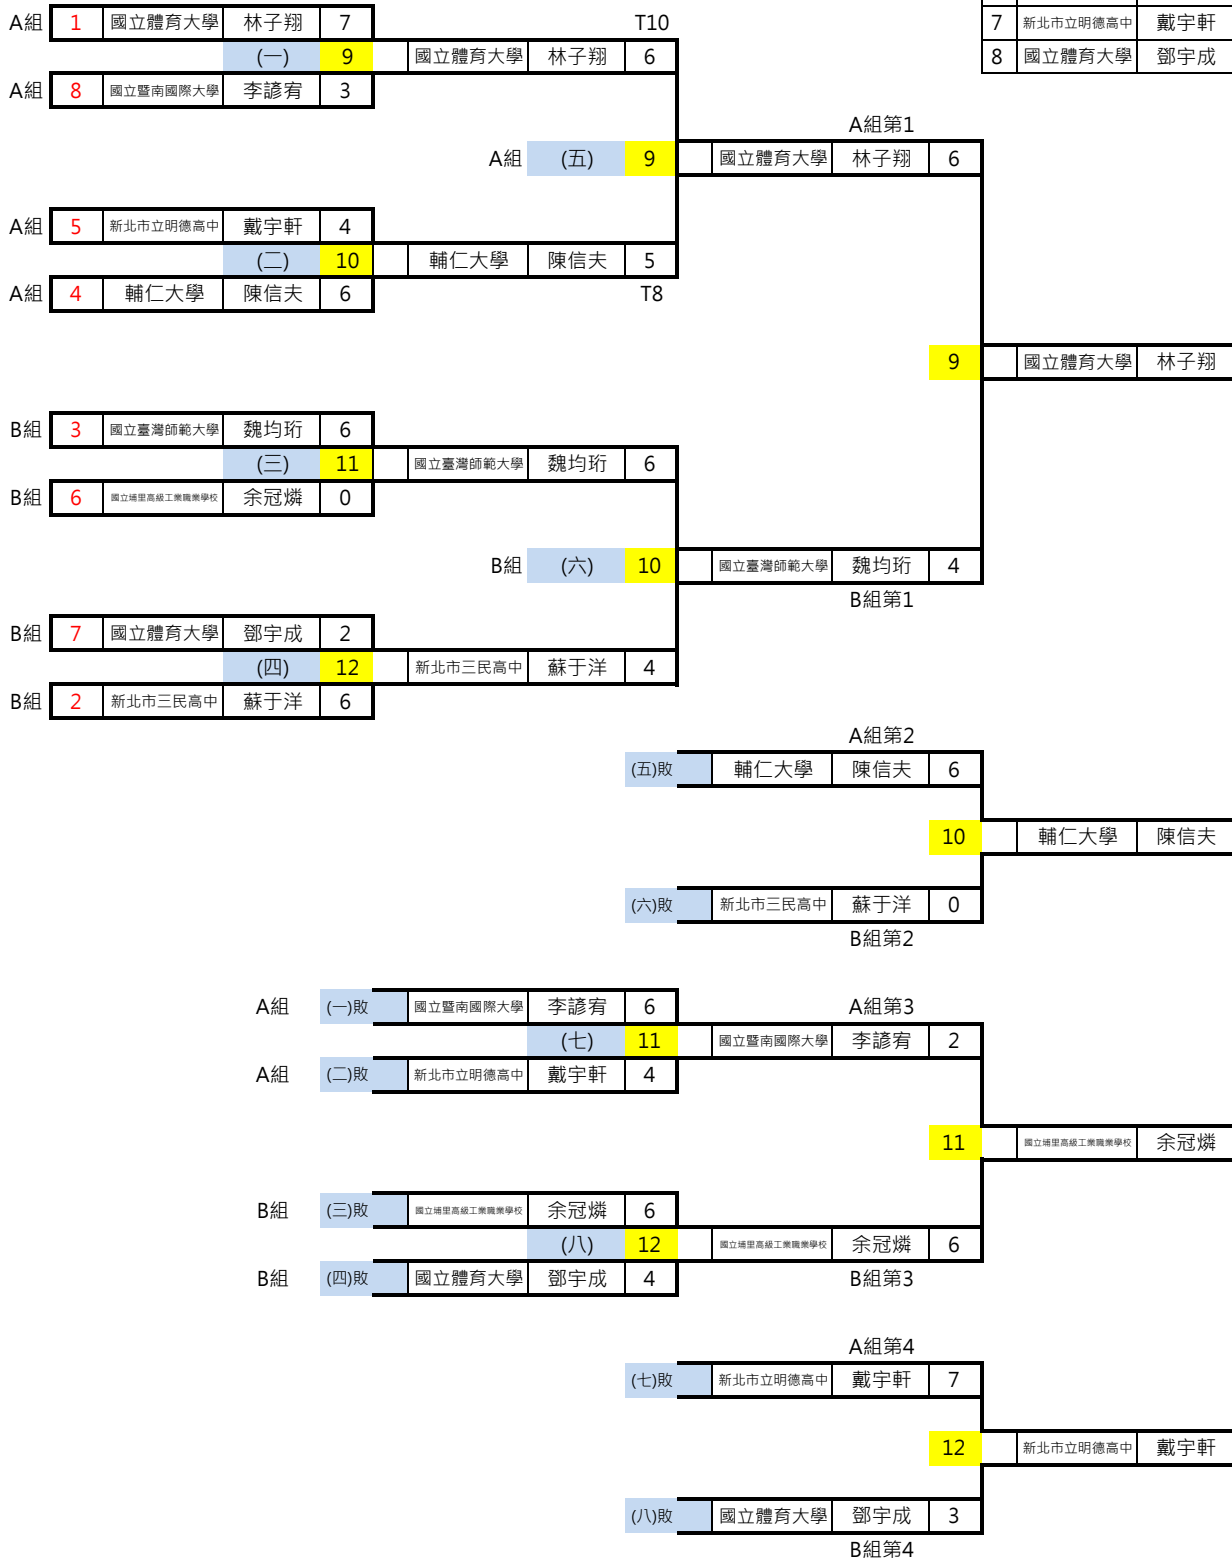 A組 1 國立體育大學 林子翔 7 T10 7 新北市立明德高中 戴宇軒
(一) 9 國立體育大學 林子翔 6 8 國立體育大學 鄧宇成
A組 8 國立暨南國際大學 李諺宥 3
A組第1
A組 (五) 9 國立體育大學 林子翔 6
A組 5 新北市立明德高中 戴宇軒 4
(二) 10 輔仁大學 陳信夫 5
A組 4 輔仁大學 陳信夫 6 T8
9 國立體育大學 林子翔
B組 3 國立臺灣師範大學 魏均珩 6
(三) 11 國立臺灣師範大學 魏均珩 6
B組 6 國立埔里高級工業職業學校 余冠燐 0
B組 (六) 10 國立臺灣師範大學 魏均珩 4
B組第1
B組 7 國立體育大學 鄧宇成 2
(四) 12 新北市三民高中 蘇于洋 4
B組 2 新北市三民高中 蘇于洋 6
A組第2
(五)敗 輔仁大學 陳信夫 6
10 輔仁大學 陳信夫
(六)敗 新北市三民高中 蘇于洋 0
B組第2
A組 (一)敗 國立暨南國際大學 李諺宥 6 A組第3
(七) 11 國立暨南國際大學 李諺宥 2
A組 (二)敗 新北市立明德高中 戴宇軒 4
11 國立埔里高級工業職業學校 余冠燐
B組 (三)敗 國立埔里高級工業職業學校 余冠燐 6
(八) 12 國立埔里高級工業職業學校 余冠燐 6
B組 (四)敗 國立體育大學 鄧宇成 4 B組第3
A組第4
(七)敗 新北市立明德高中 戴宇軒 7
12 新北市立明德高中 戴宇軒
(八)敗 國立體育大學 鄧宇成 3
B組第4